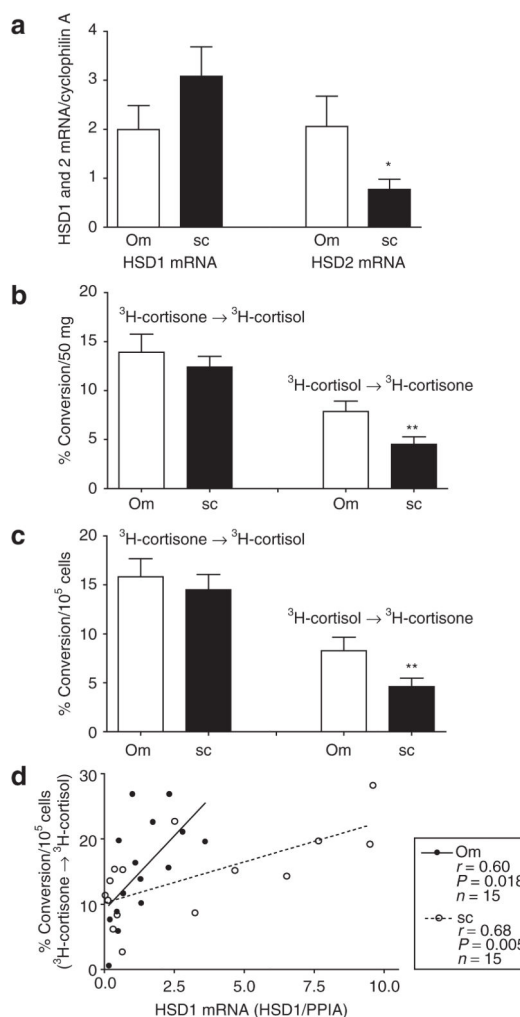 a
HSD1 and 2 mRNA/cyclophilin A
4
3
2
1
0
*
Om sc Om sc
HSD1 mRNA HSD2 mRNA
b
% Conversion/50 mg
20
15
10
5
0
³H-cortisone → ³H-cortisol
³H-cortisol → ³H-cortisone
**
Om sc Om sc
c
% Conversion/10⁵ cells
20
15
10
5
0
³H-cortisone → ³H-cortisol
³H-cortisol → ³H-cortisone
**
Om sc Om sc
d
% Conversion/10⁵ cells
(³H-cortisone → ³H-cortisol)
30
20
10
0
0.0 2.5 5.0 7.5 10.0
HSD1 mRNA (HSD1/PPIA)
Om
r = 0.60
P = 0.018
n = 15
sc
r = 0.68
P = 0.005
n = 15